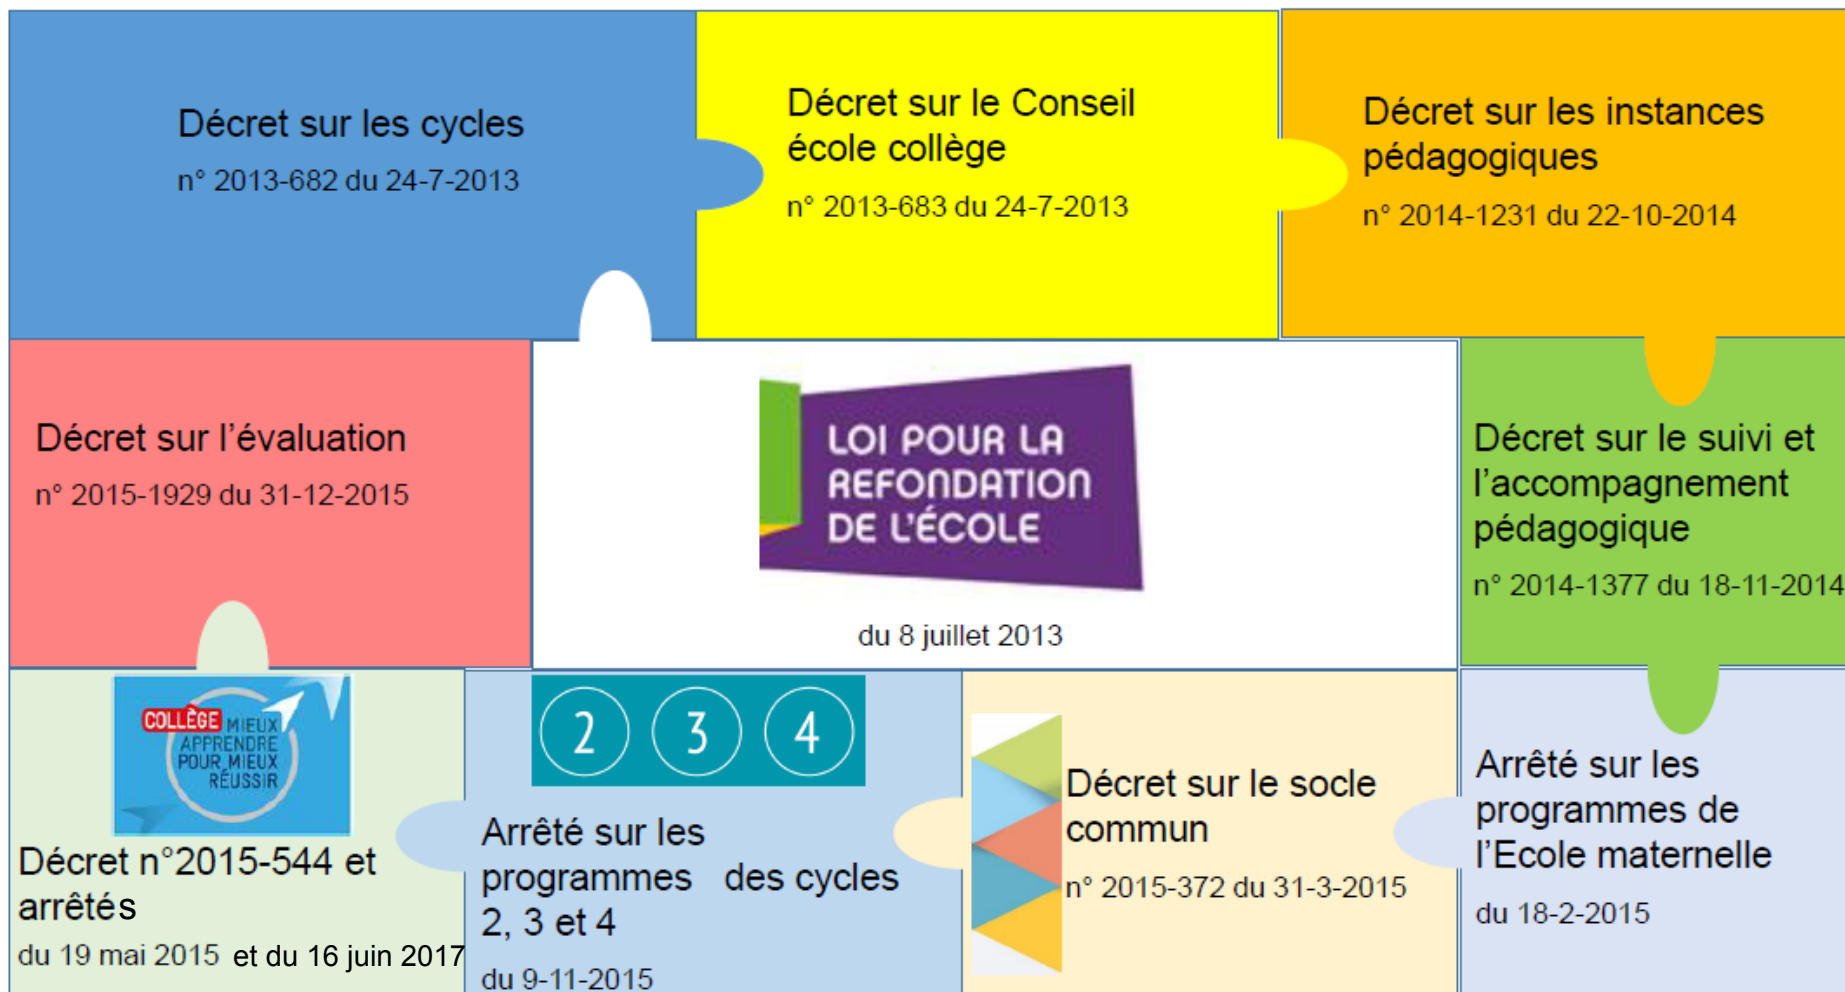 Décret sur les cycles
n° 2013-682 du 24-7-2013
Décret sur le Conseil
école collège
n° 2013-683 du 24-7-2013
Décret sur les instances
pédagogiques
n° 2014-1231 du 22-10-2014
Décret sur l'évaluation
n° 2015-1929 du 31-12-2015
LOI POUR LA
REFONDATION
DE L'ÉCOLE
du 8 juillet 2013
Décret sur le suivi et
l'accompagnement
pédagogique
n° 2014-1377 du 18-11-2014
COLLÈGE MIEUX
APPRENDRE
POUR MIEUX
RÉUSSIR
Décret n°2015-544 et
arrêtés
du 19 mai 2015 et du 16 juin 2017
2 3 4
Arrêté sur les
programmes des cycles
2, 3 et 4
du 9-11-2015
Décret sur le socle
commun
n° 2015-372 du 31-3-2015
Arrêté sur les
programmes de
l'Ecole maternelle
du 18-2-2015